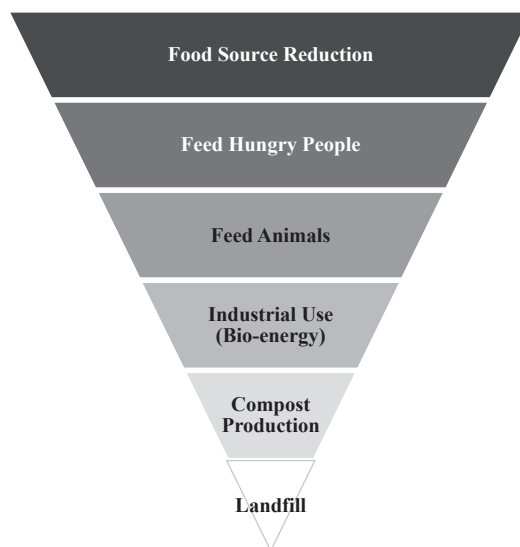 Food Source Reduction
Feed Hungry People
Feed Animals
Industrial Use
(Bio-energy)
Compost
Production
Landfill